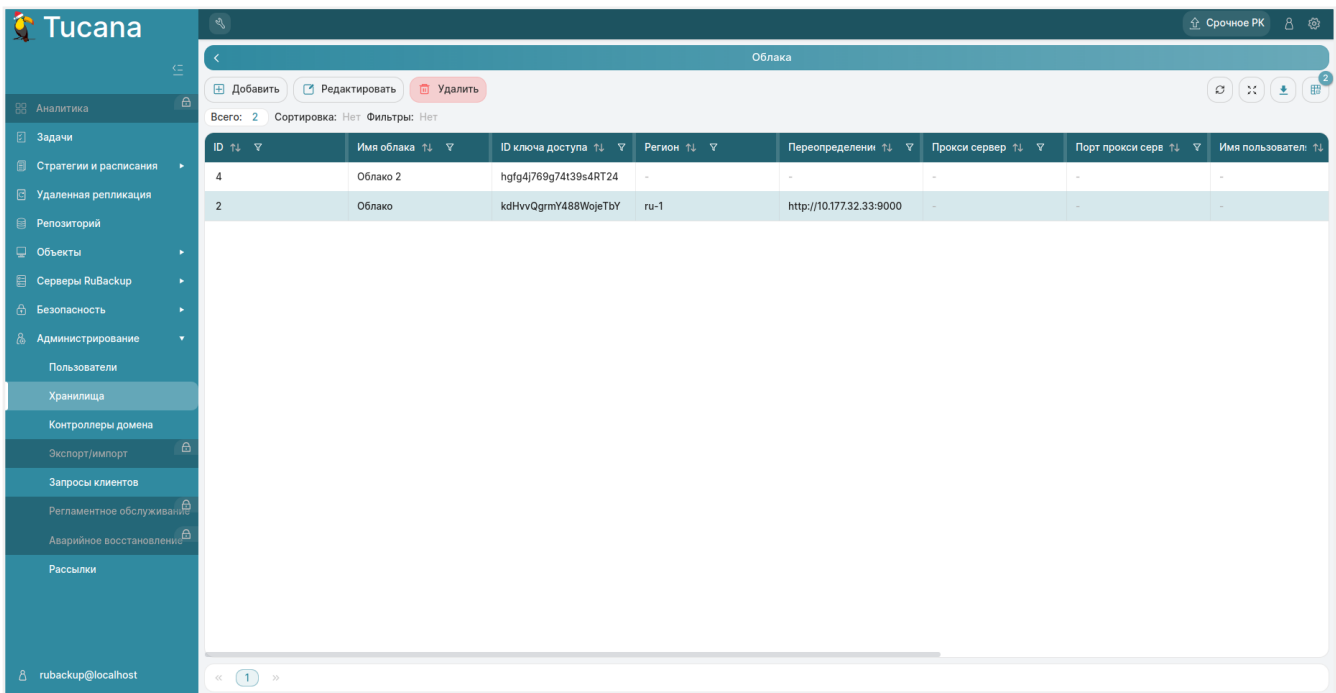 Tucana
Срочное РК
Облака
Добавить Редактировать Удалить
2
Всего: 2 Сортировка: Нет Фильтры: Нет
ID Имя облака ID ключа доступа Регион Переопределени Прокси сервер Порт прокси серв Имя пользовател
4 Облако 2 hgfg4j769g74t39s4RT24 - - - - -
2 Облако kdHvvQgrmY488WojeTbY ru-1 http://10.177.32.33:9000 - - -
Аналитика
Задачи
Стратегии и расписания
Удаленная репликация
Репозиторий
Объекты
Серверы RuBackup
Безопасность
Администрирование
Пользователи
Хранилища
Контроллеры домена
Экспорт/импорт
Запросы клиентов
Регламентное обслуживание
Аварийное восстановление
Рассылки
rubackup@localhost
« 1 »